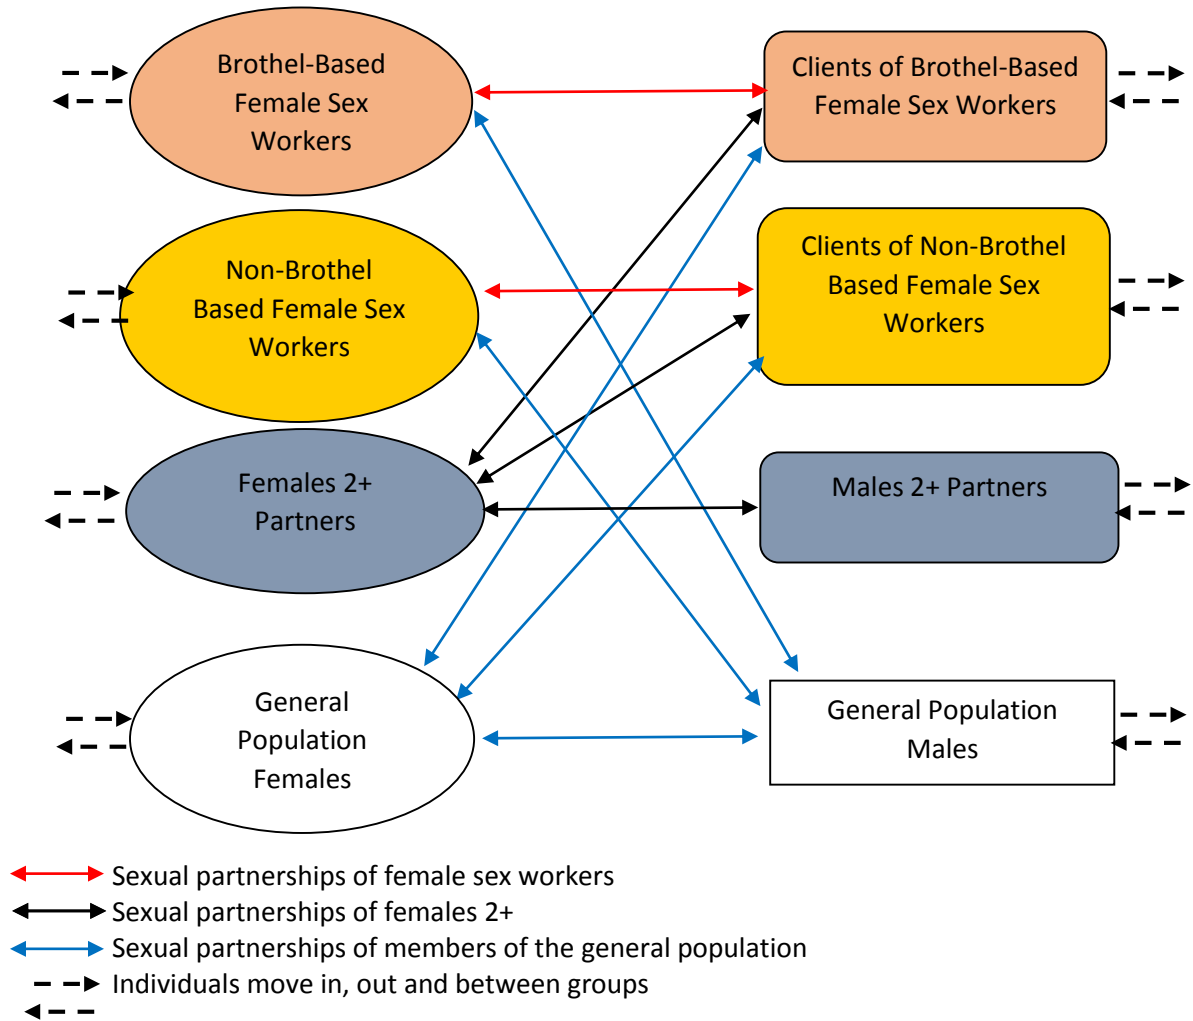 Brothel-Based
Female Sex
Workers
Clients of Brothel-Based
Female Sex Workers
Non-Brothel
Based Female Sex
Workers
Clients of Non-Brothel
Based Female Sex
Workers
Females 2+
Partners
Males 2+ Partners
General
Population
Females
General Population
Males
Sexual partnerships of female sex workers
Sexual partnerships of females 2+
Sexual partnerships of members of the general population
Individuals move in, out and between groups